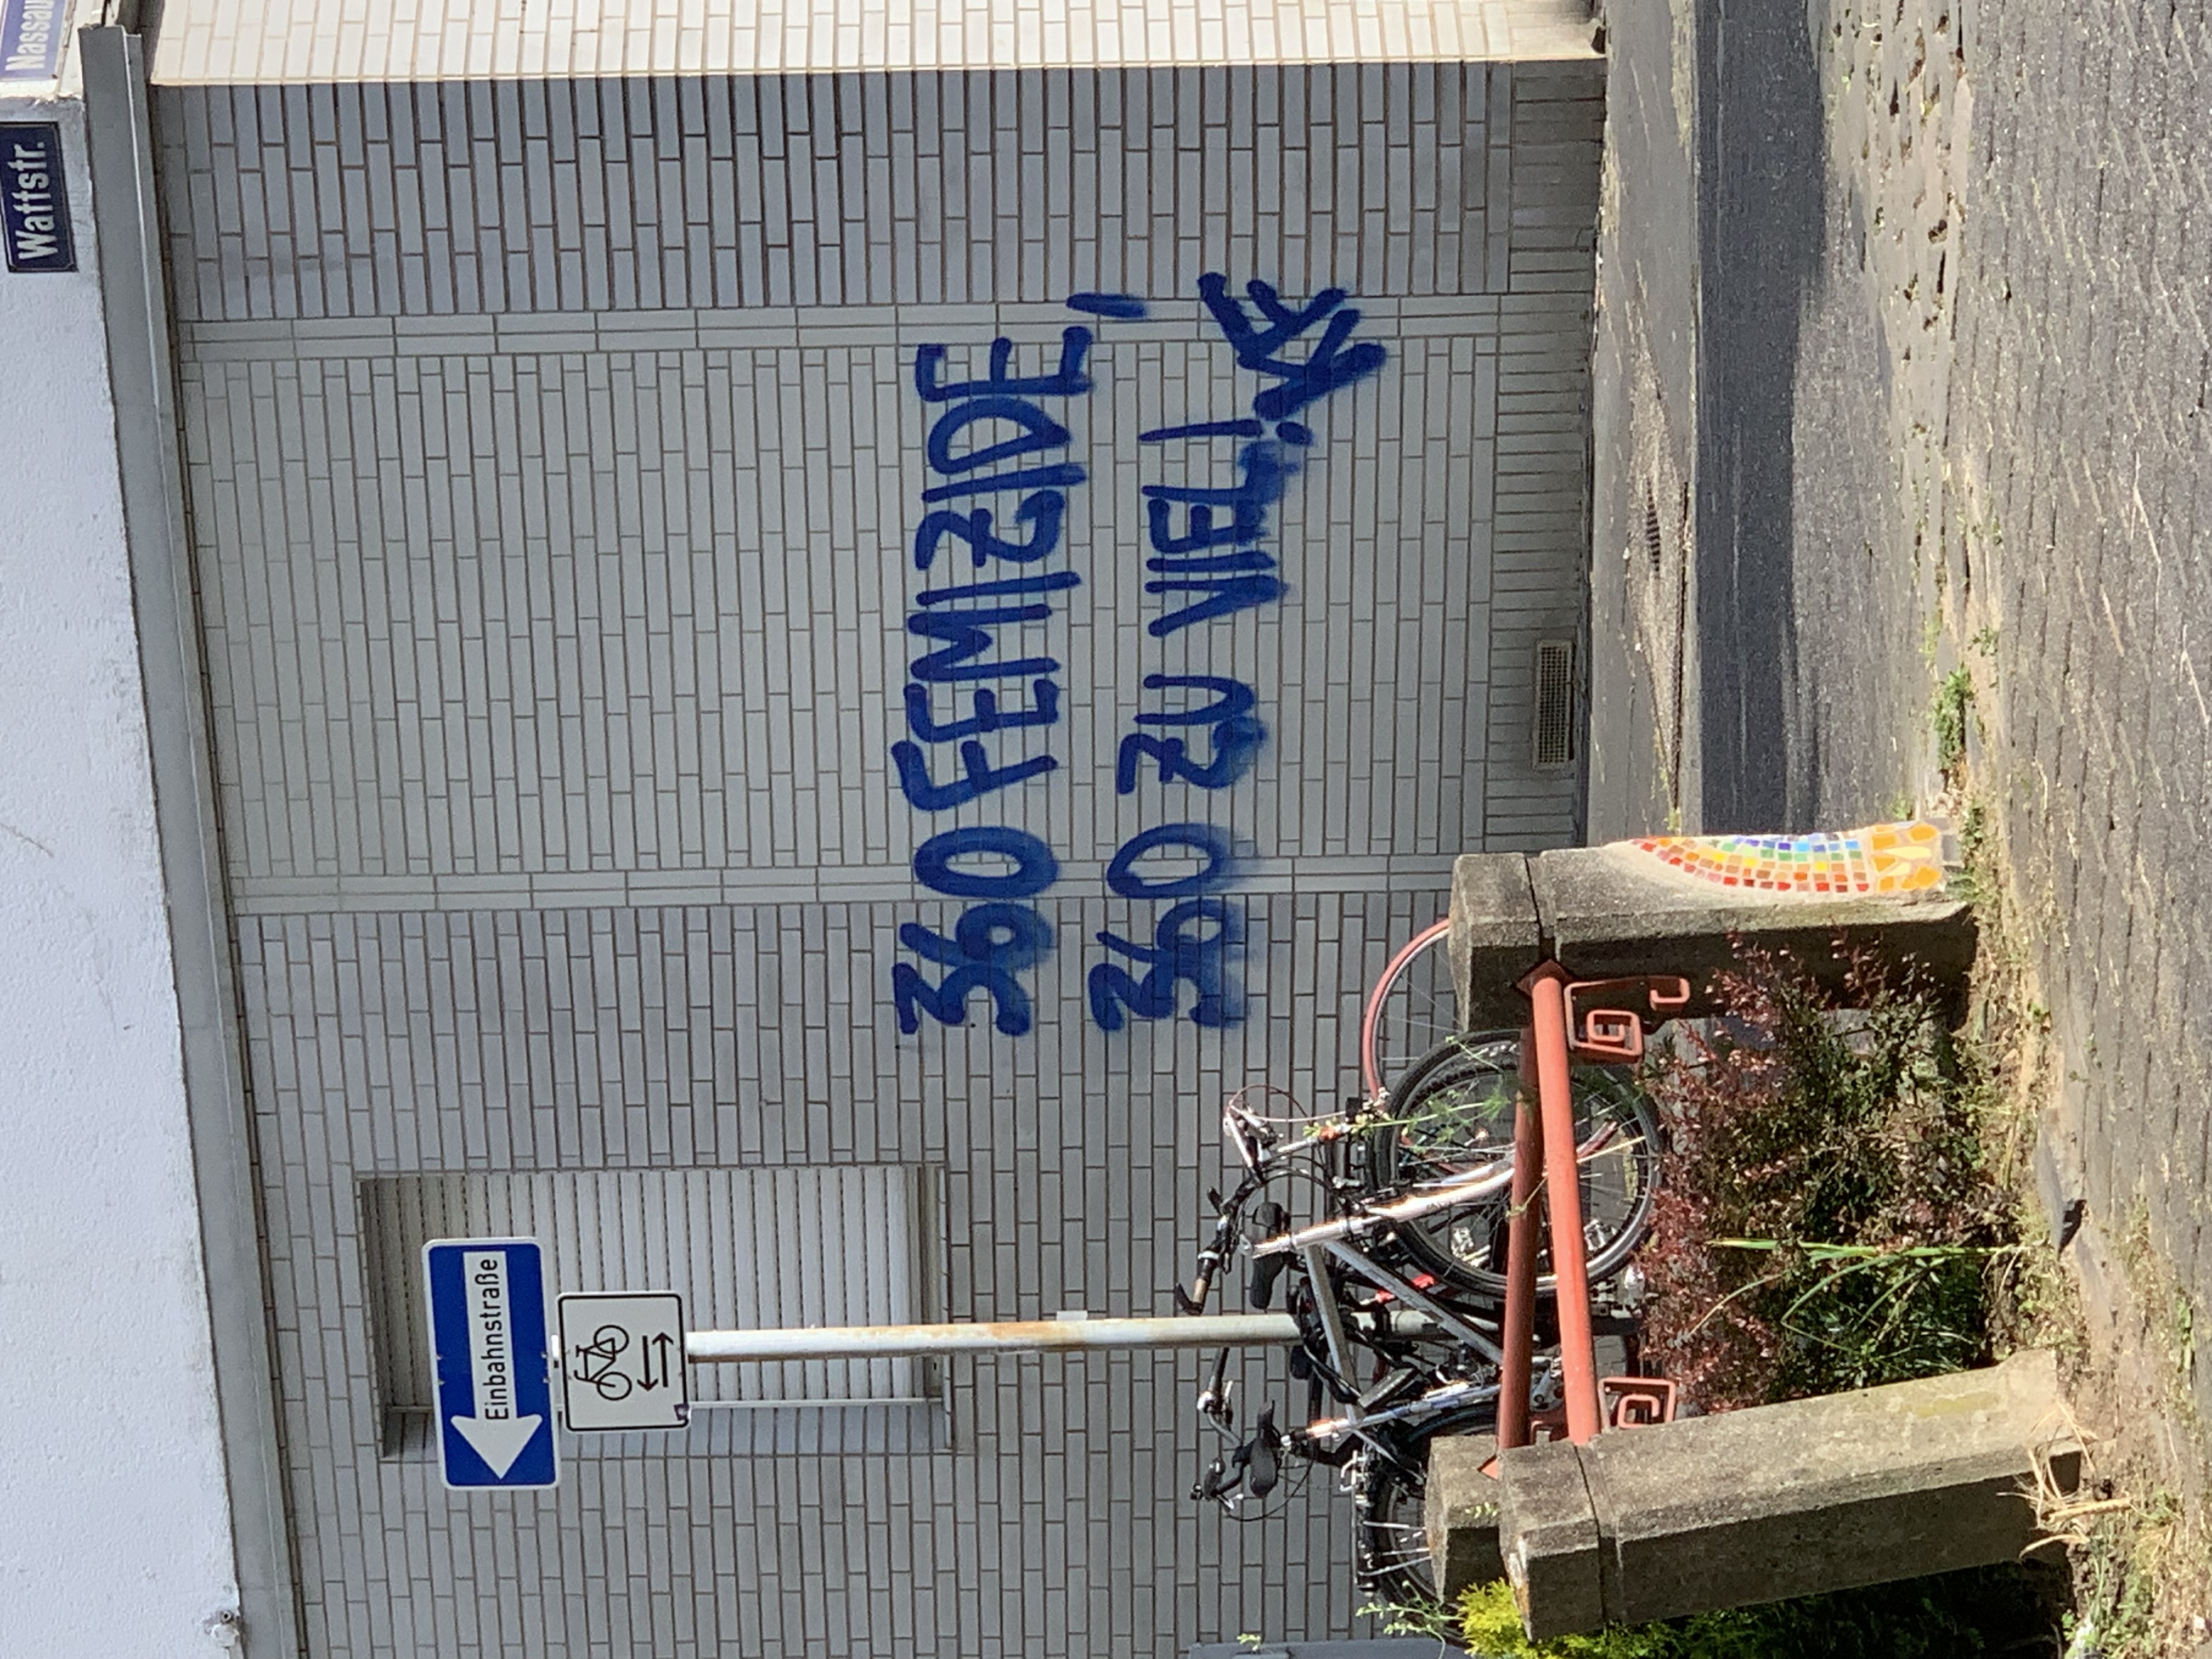 Wattstr.
Nassau
Einbahnstraße
360 FEMIZIDE,
360 ZU VIEL!